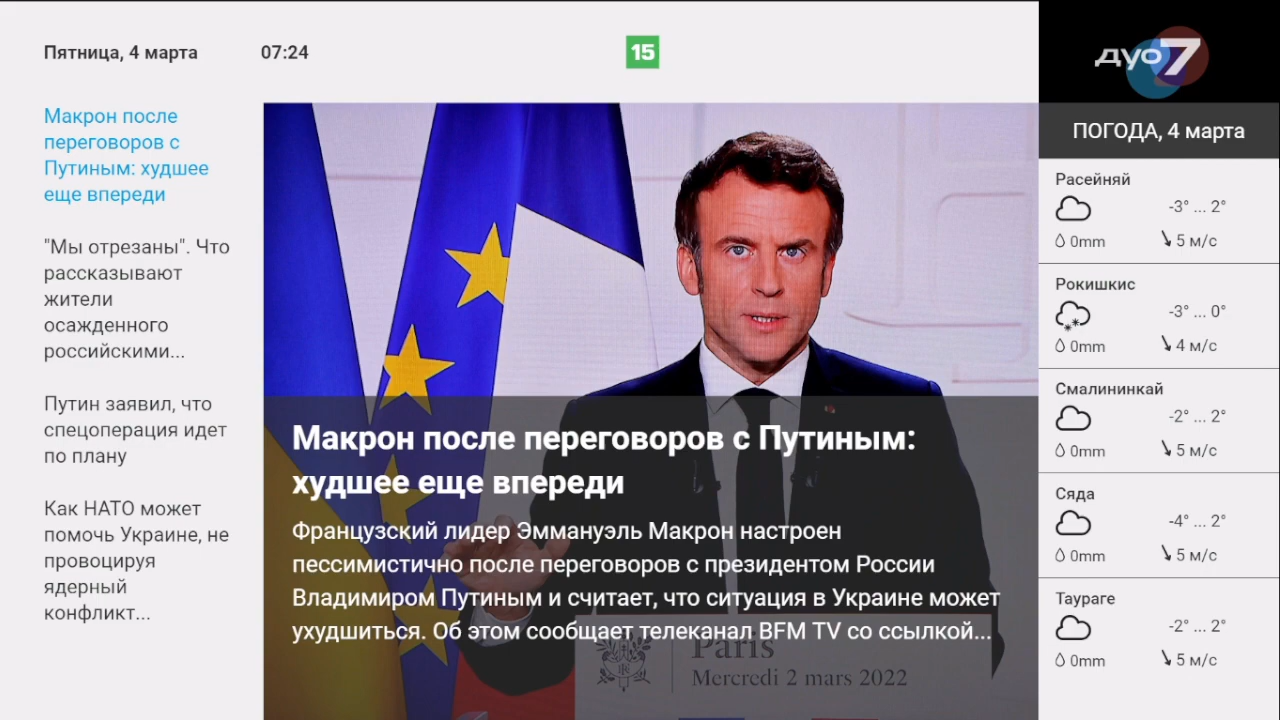 Пятница, 4 марта
07:24
15
дуо7
Макрон после
переговоров с
Путиным: худшее
еще впереди
"Мы отрезаны". Что
рассказывают
жители
осажденного
российскими...
Путин заявил, что
спецоперация идет
по плану
Как НАТО может
помочь Украине, не
провоцируя
ядерный
конфликт...
Макрон после переговоров с Путиным:
худшее еще впереди
Французский лидер Эммануэль Макрон настроен
пессимистично после переговоров с президентом России
Владимиром Путиным и считает, что ситуация в Украине может
ухудшиться. Об этом сообщает телеканал BFM TV со ссылкой...
Paris
Mercredi 2 mars 2022
ПОГОДА, 4 марта
Расейняй
-3° ... 2°
0mm
5 м/с
Рокишкис
-3° ... 0°
0mm
4 м/с
Смалининкай
-2° ... 2°
0mm
5 м/с
Сяда
-4° ... 2°
0mm
5 м/с
Таураге
-2° ... 2°
0mm
5 м/с